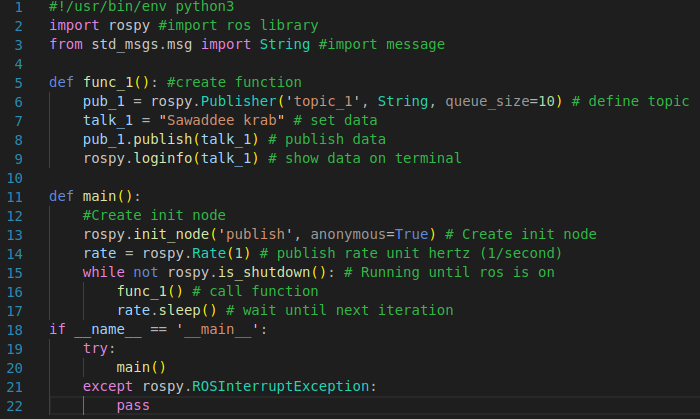 1 #!/usr/bin/env python3
2 import rospy #import ros library
3 from std_msgs.msg import String #import message
4
5 def func_1(): #create function
6     pub_1 = rospy.Publisher('topic_1', String, queue_size=10) # define topic
7     talk_1 = "Sawaddee krab" # set data
8     pub_1.publish(talk_1) # publish data
9     rospy.loginfo(talk_1) # show data on terminal
10
11 def main():
12     #Create init node
13     rospy.init_node('publish', anonymous=True) # Create init node
14     rate = rospy.Rate(1) # publish rate unit hertz (1/second)
15     while not rospy.is_shutdown(): # Running until ros is on
16         func_1() # call function
17         rate.sleep() # wait until next iteration
18 if __name__ == '__main__':
19     try:
20         main()
21     except rospy.ROSInterruptException:
22         pass